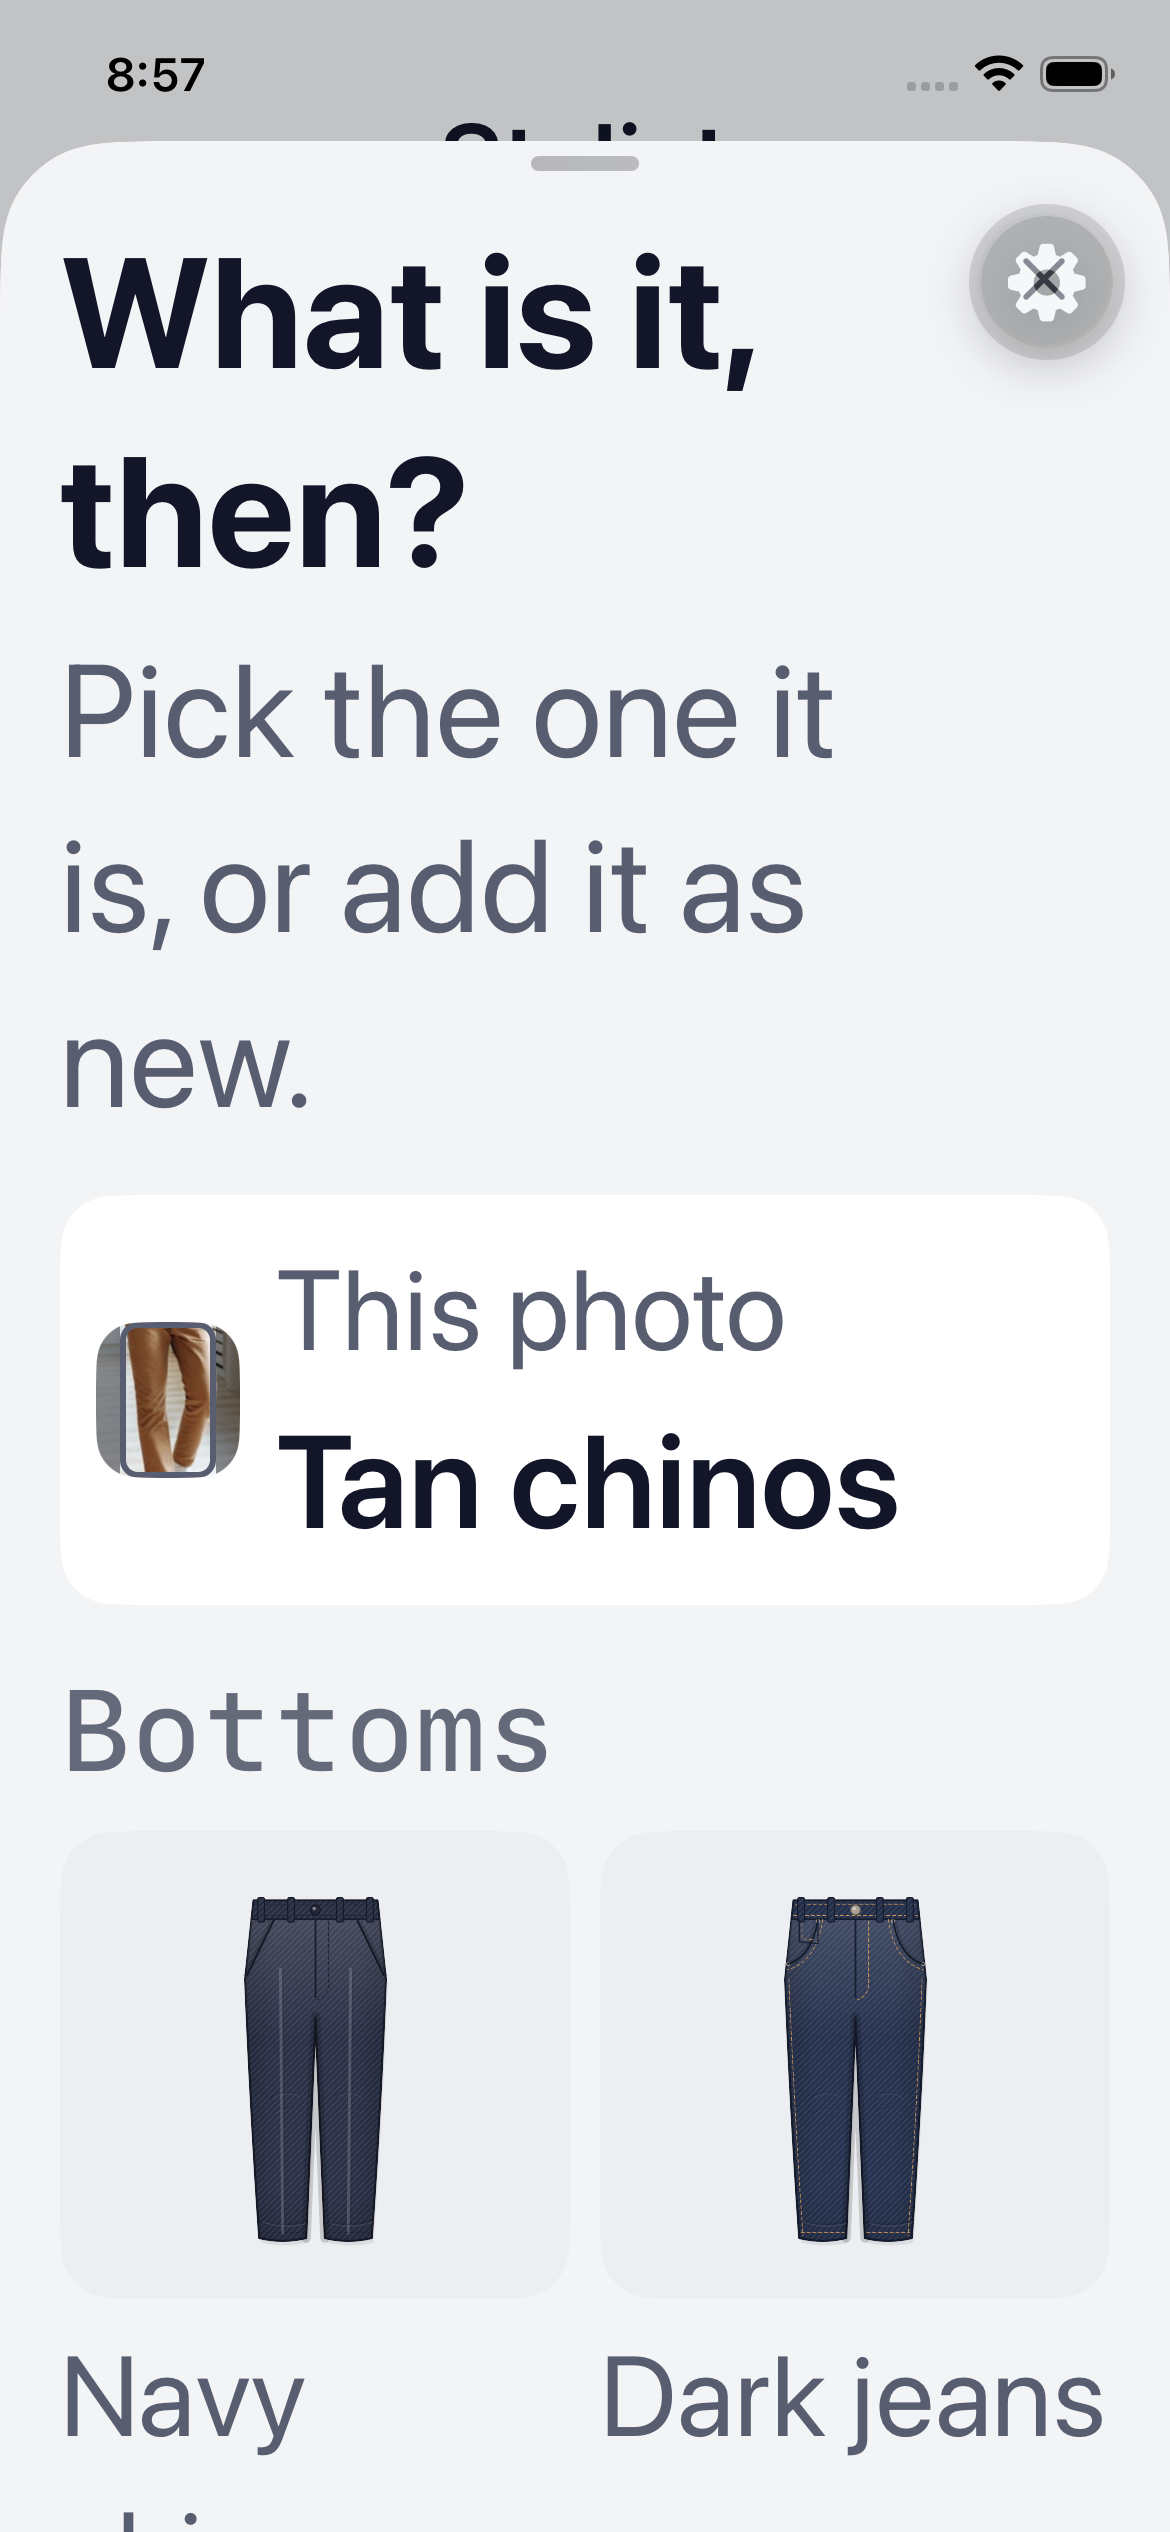 8:57
What is it,
then?
Pick the one it
is, or add it as
new.
This photo
Tan chinos
Bottoms
Navy
Dark jeans